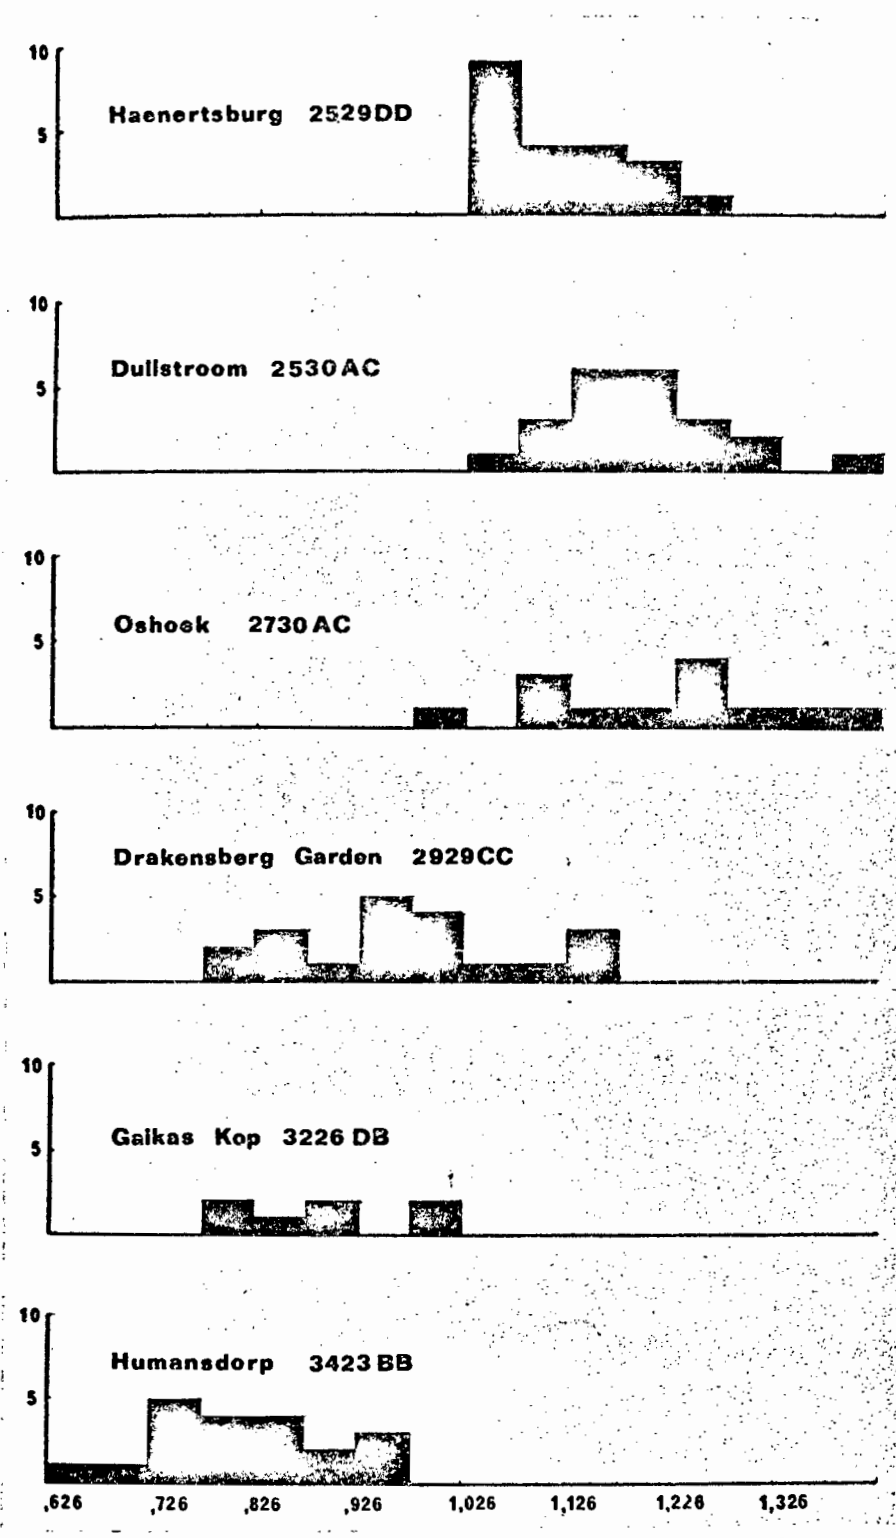 10
Haenertsburg 2529DD
5
10
Dullstroom 2530AC
5
10
Oshoek 2730AC
5
10
Drakensberg Garden 2929CC
5
10
Gaikas Kop 3226DB
5
10
Humansdorp 3423BB
5
,626 ,726 ,826 ,926 1,026 1,126 1,226 1,326